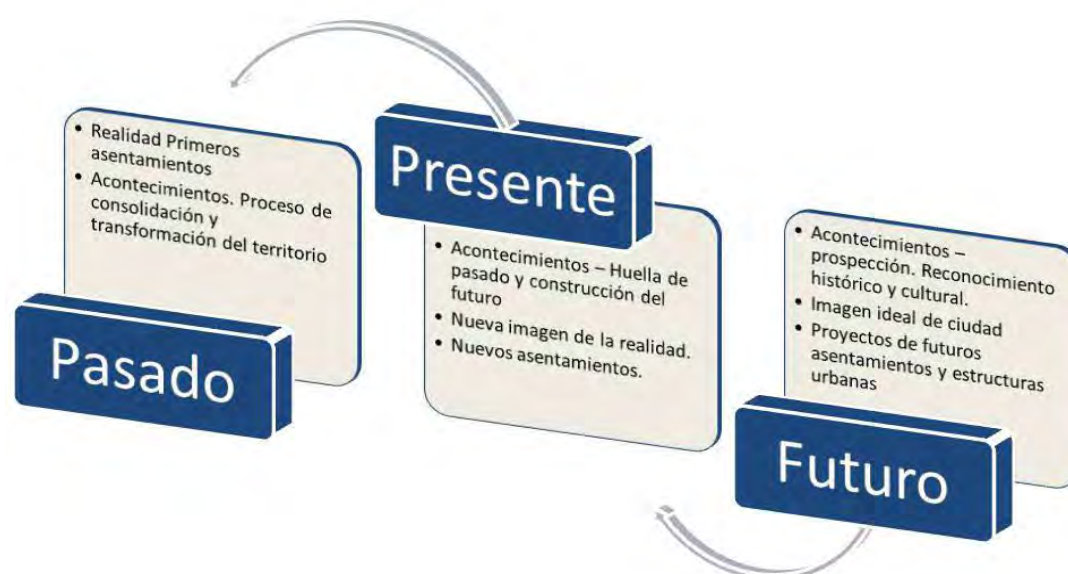 • Realidad Primeros
asentamientos
• Acontecimientos. Proceso de
consolidación y
transformación del territorio
Pasado
Presente
• Acontecimientos – Huella de
pasado y construcción del
futuro
• Nueva imagen de la realidad.
• Nuevos asentamientos.
• Acontecimientos –
prospección. Reconocimiento
histórico y cultural.
• Imagen ideal de ciudad
• Proyectos de futuros
asentamientos y estructuras
urbanas
Futuro